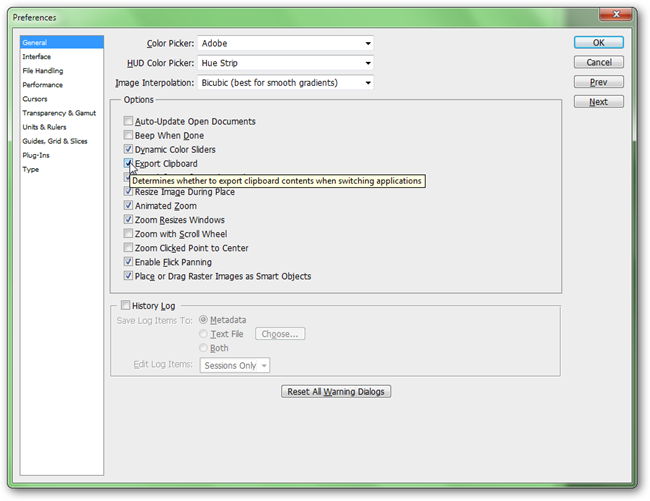 Preferences
General
Interface
File Handling
Performance
Cursors
Transparency & Gamut
Units & Rulers
Guides, Grid & Slices
Plug-Ins
Type
Color Picker: Adobe
HUD Color Picker: Hue Strip
Image Interpolation: Bicubic (best for smooth gradients)
Options
Auto-Update Open Documents
Beep When Done
Dynamic Color Sliders
Export Clipboard
Determines whether to export clipboard contents when switching applications
Resize Image During Place
Animated Zoom
Zoom Resizes Windows
Zoom with Scroll Wheel
Zoom Clicked Point to Center
Enable Flick Panning
Place or Drag Raster Images as Smart Objects
History Log
Save Log Items To: Metadata
Text File Choose...
Both
Edit Log Items: Sessions Only
Reset All Warning Dialogs
OK
Cancel
Prev
Next